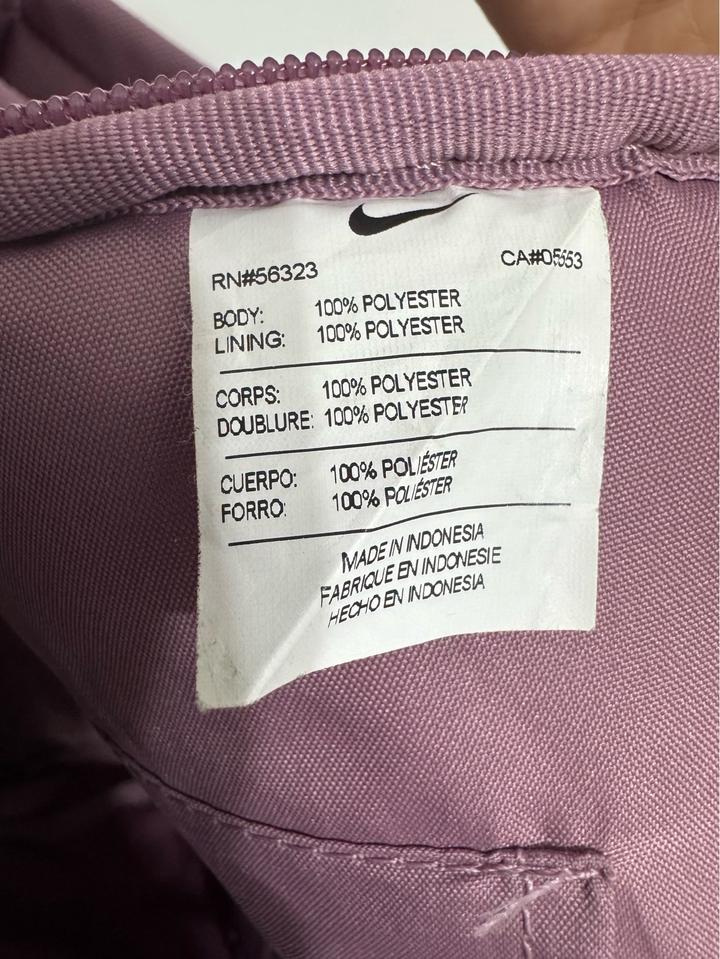 RN#56323 CA#05553
BODY: 100% POLYESTER
LINING: 100% POLYESTER
CORPS: 100% POLYESTER
DOUBLURE: 100% POLYESTER
CUERPO: 100% POLIÉSTER
FORRO: 100% POLIÉSTER
MADE IN INDONESIA
FABRIQUE EN INDONESIE
HECHO EN INDONESIA